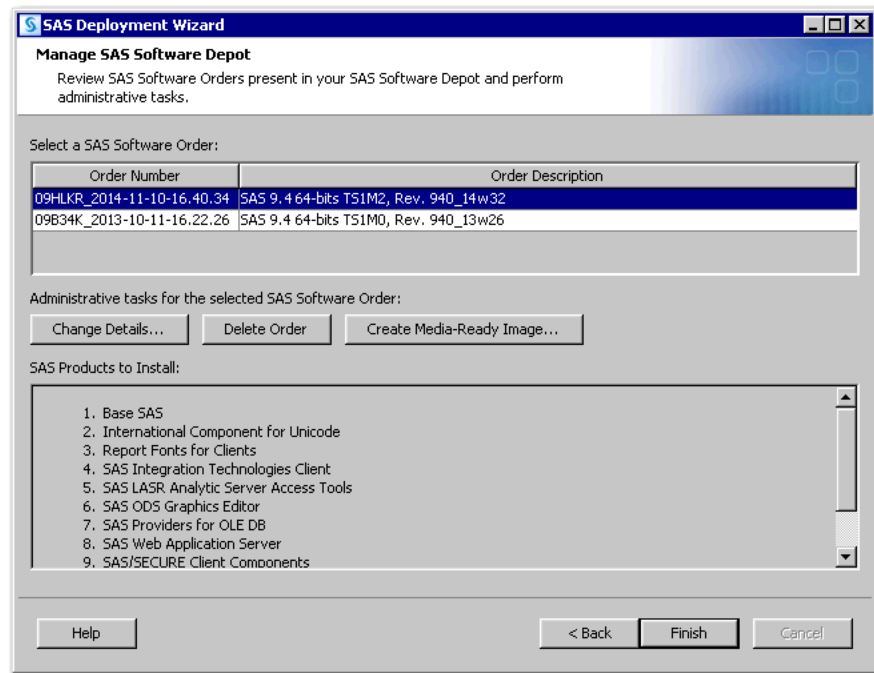 SAS Deployment Wizard
Manage SAS Software Depot
Review SAS Software Orders present in your SAS Software Depot and perform
administrative tasks.
Select a SAS Software Order:
Order Number Order Description
09HLKR_2014-11-10-16.40.34 SAS 9.4 64-bits TS1M2, Rev. 940_14w32
09B34K_2013-10-11-16.22.26 SAS 9.4 64-bits TS1M0, Rev. 940_13w26
Administrative tasks for the selected SAS Software Order:
Change Details... Delete Order Create Media-Ready Image...
SAS Products to Install:
1. Base SAS
2. International Component for Unicode
3. Report Fonts for Clients
4. SAS Integration Technologies Client
5. SAS LASR Analytic Server Access Tools
6. SAS ODS Graphics Editor
7. SAS Providers for OLE DB
8. SAS Web Application Server
9. SAS/SECURE Client Components
Help < Back Finish Cancel